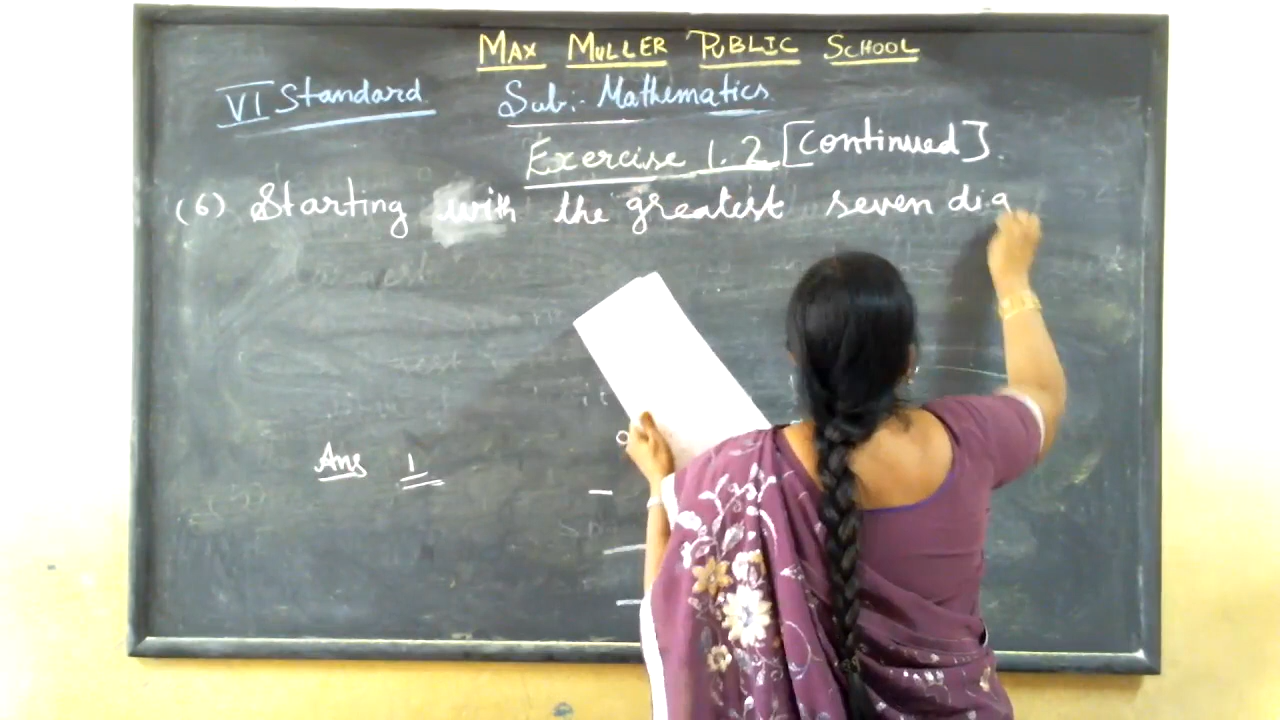 MAX MULLER PUBLIC SCHOOL
VI Standard Sub:- Mathematics
Exercise 1.2 [Continued].
(6) Starting with the greatest seven dig
Ans 1